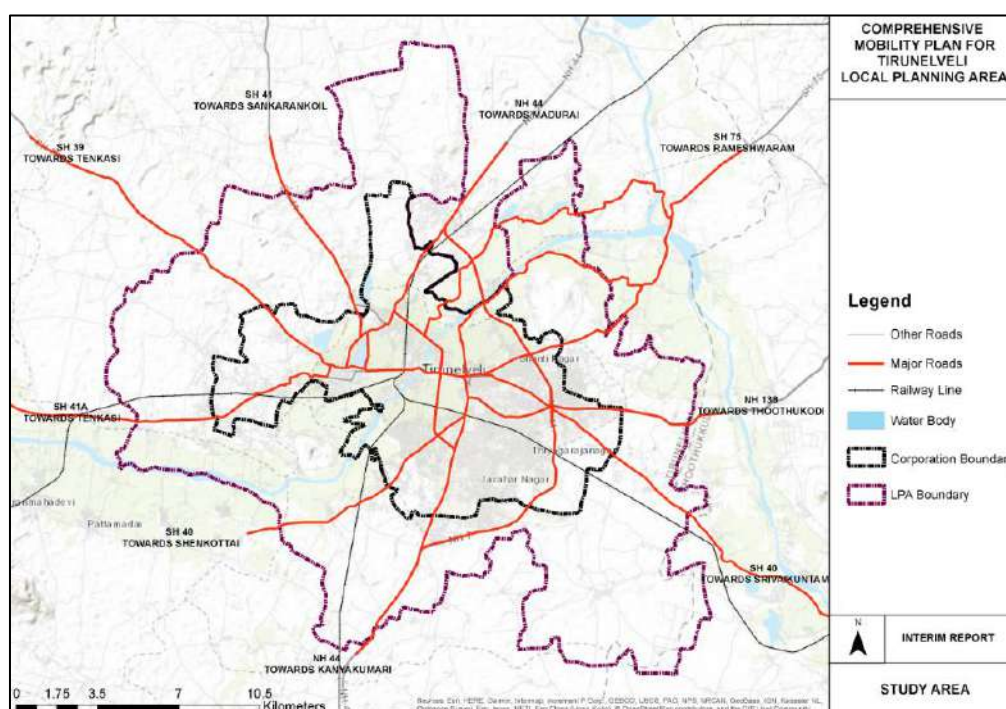 COMPREHENSIVE
MOBILITY PLAN FOR
TIRUNELVELI
LOCAL PLANNING AREA
SH 41
TOWARDS SANKARANKOIL
NH 44
TOWARDS MADURAI
NH 44
SH 75
TOWARDS RAMESHWARAM
SH 39
TOWARDS TENKASI
Legend
Other Roads
Major Roads
Railway Line
Water Body
Corporation Boundary
LPA Boundary
Shanti Nagar
Tirunelveli
SH 41A
TOWARDS TENKASI
NH 138
TOWARDS THOOTHUKODI
Thiyagarajanagar
Jawahar Nagar
Pattamadai
SH 40
TOWARDS SHENKOTTAI
SH 40
TOWARDS SRIVAIKUNTAM
NH 44
TOWARDS KANYAKUMARI
N
INTERIM REPORT
STUDY AREA
0 1.75 3.5 7 10.5
Kilometers